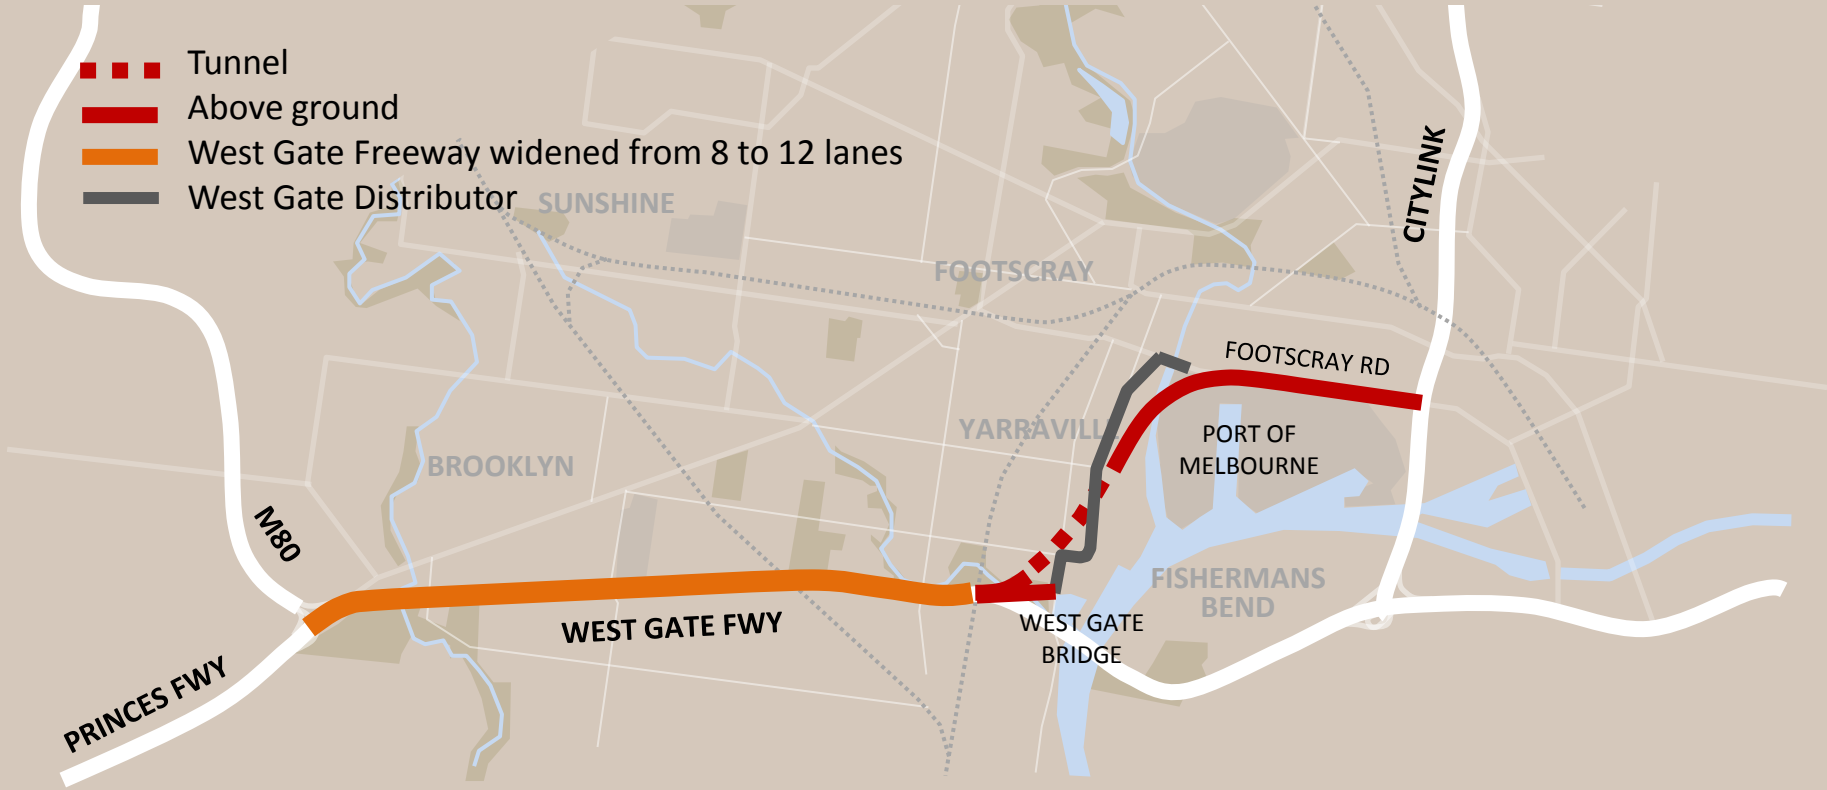 Tunnel
Above ground
West Gate Freeway widened from 8 to 12 lanes
West Gate Distributor
SUNSHINE
CITYLINK
FOOTSCRAY
FOOTSCRAY RD
YARRAVILLE
PORT OF
MELBOURNE
BROOKLYN
M80
FISHERMANS
BEND
WEST GATE FWY
WEST GATE
BRIDGE
PRINCES FWY